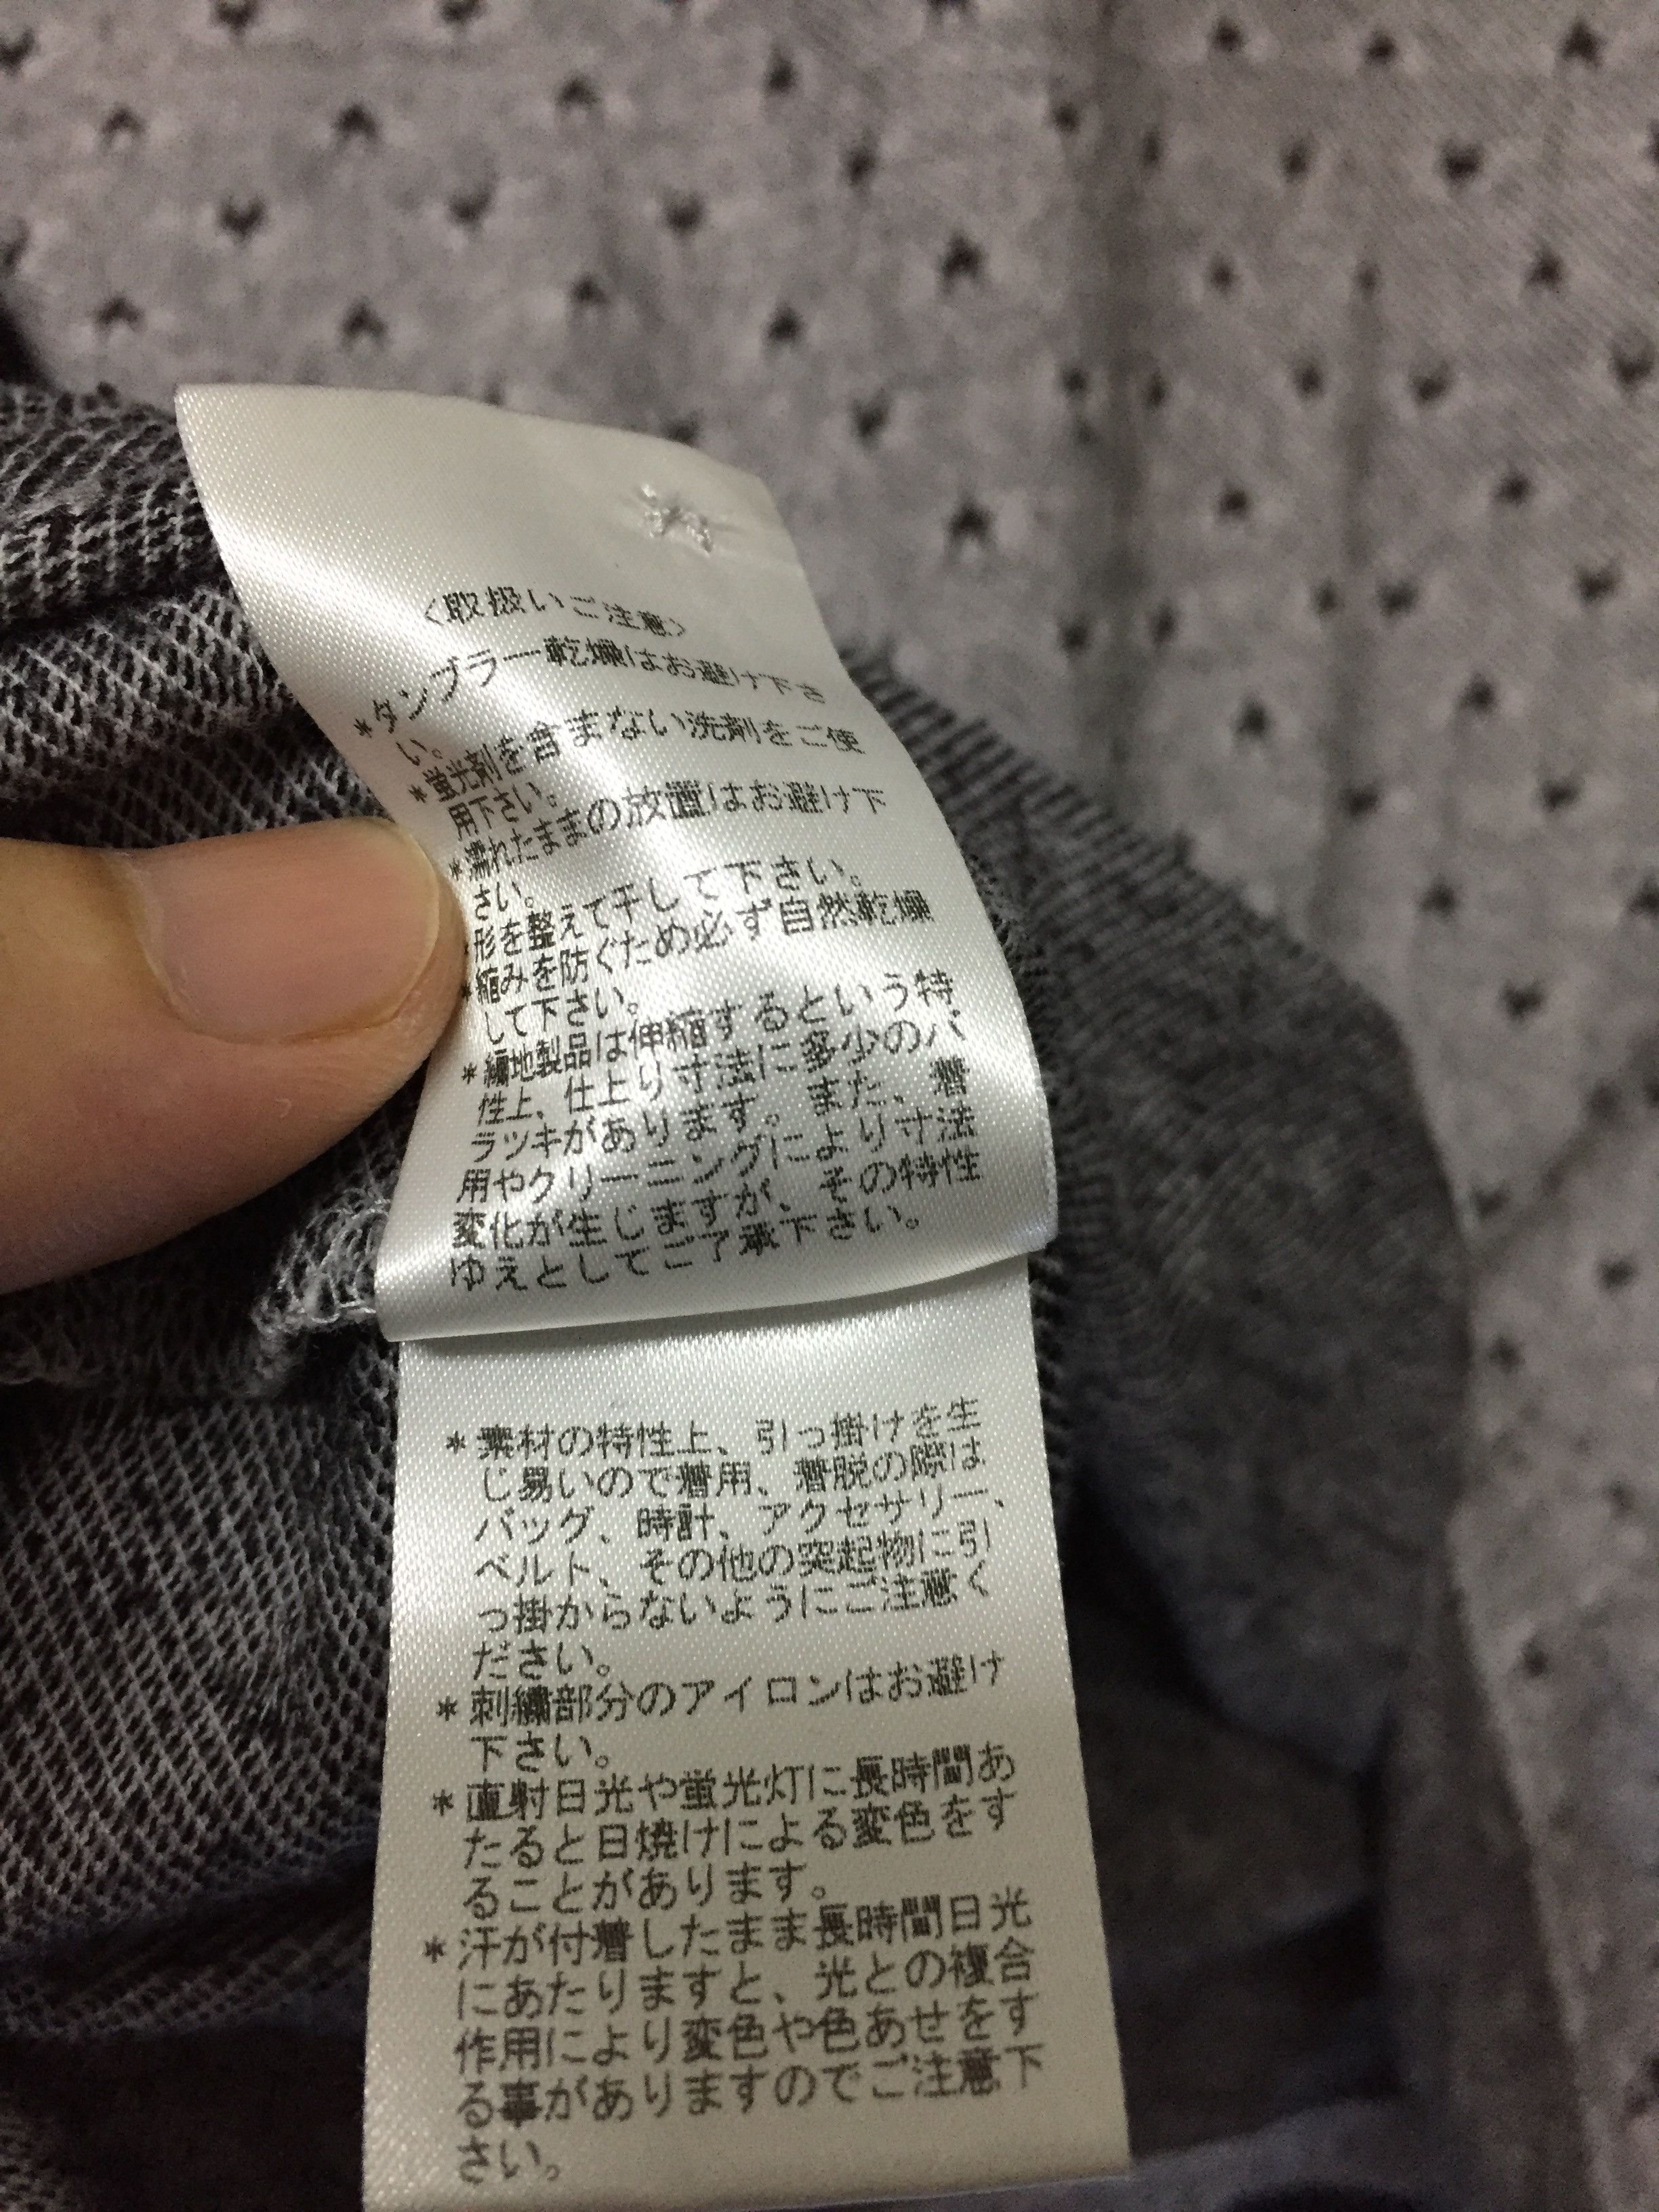 〈取扱いご注意〉
*タンブラー乾燥はお避け下さ
い。
*蛍光剤を含まない洗剤をご使
用下さい。
*濡れたままの放置はお避け下
さい。
*形を整えて干して下さい。
*縮みを防ぐため必ず自然乾燥
して下さい。
*編地製品は伸縮するという特
性上、仕上り寸法に多少のバ
ラツキがあります。また、着
用やクリーニングにより寸法
変化が生じますが、その特性
ゆえとしてご了承下さい。
*素材の特性上、引っ掛けを生
じ易いので着用、着脱の際は
バッグ、時計、アクセサリー、
ベルト、その他の突起物に引
っ掛からないようにご注意く
ださい。
*刺繍部分のアイロンはお避け
下さい。
*直射日光や蛍光灯に長時間あ
たると日焼けによる変色をす
ることがあります。
*汗が付着したまま長時間日光
にあたりますと、光との複合
作用により変色や色あせをす
る事がありますのでご注意下
さい。